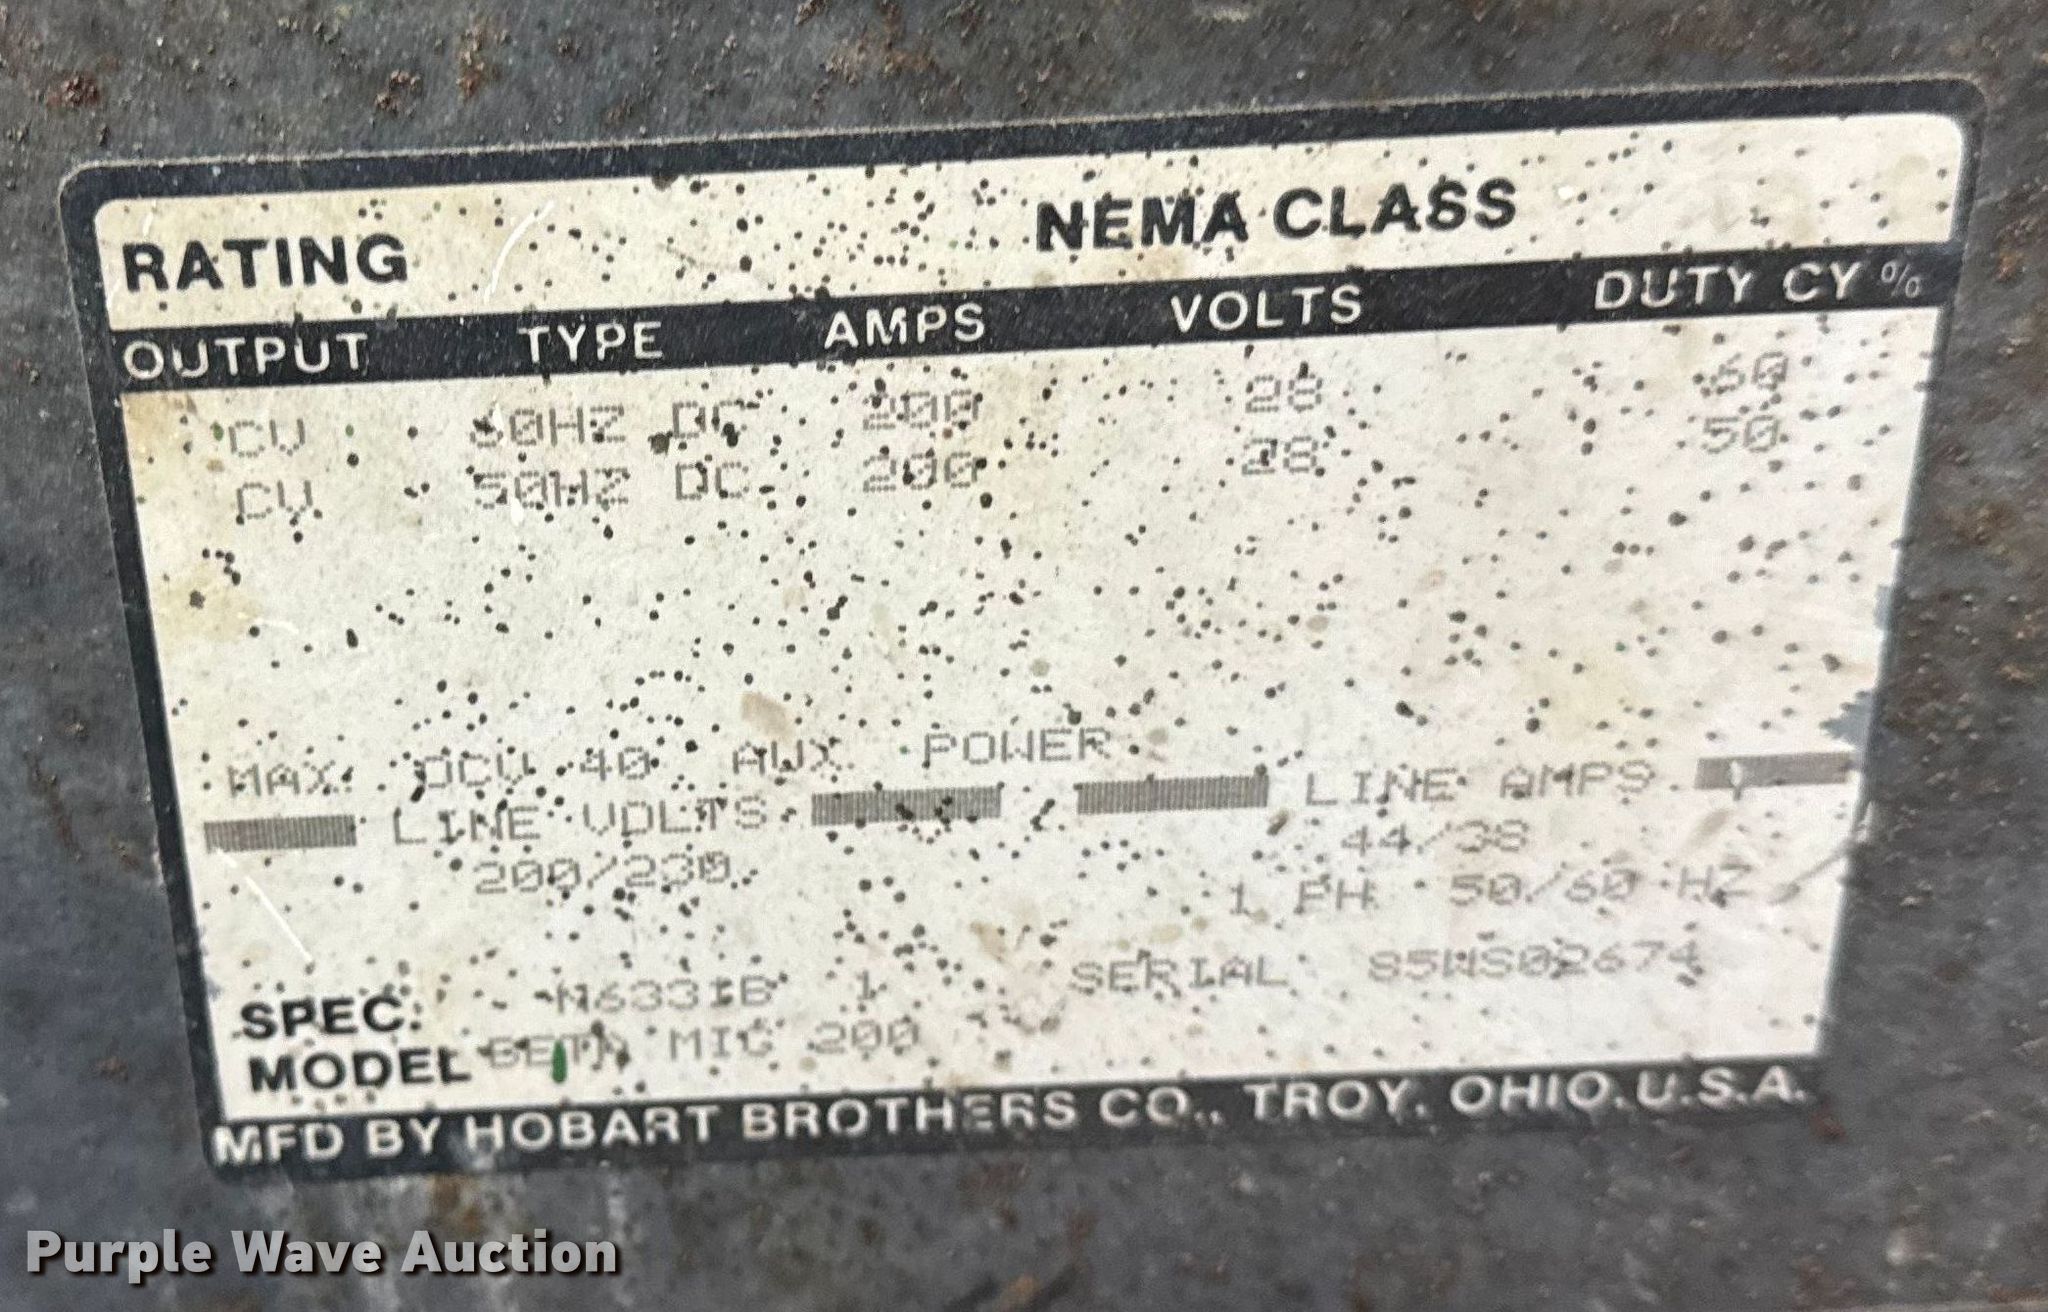 RATING NEMA CLASS
OUTPUT TYPE AMPS VOLTS DUTY CY %
CV 60HZ DC 200 28 60
CV 50HZ DC 200 28 50
MAX. OCV 40 AUX. POWER
LINE VOLTS LINE AMPS
200/230 44/38
1 PH 50/60 HZ
SPEC. SERIAL 85WS02674
MODEL BETA MIG 200
MFD BY HOBART BROTHERS CO., TROY, OHIO, U.S.A.
Purple Wave Auction